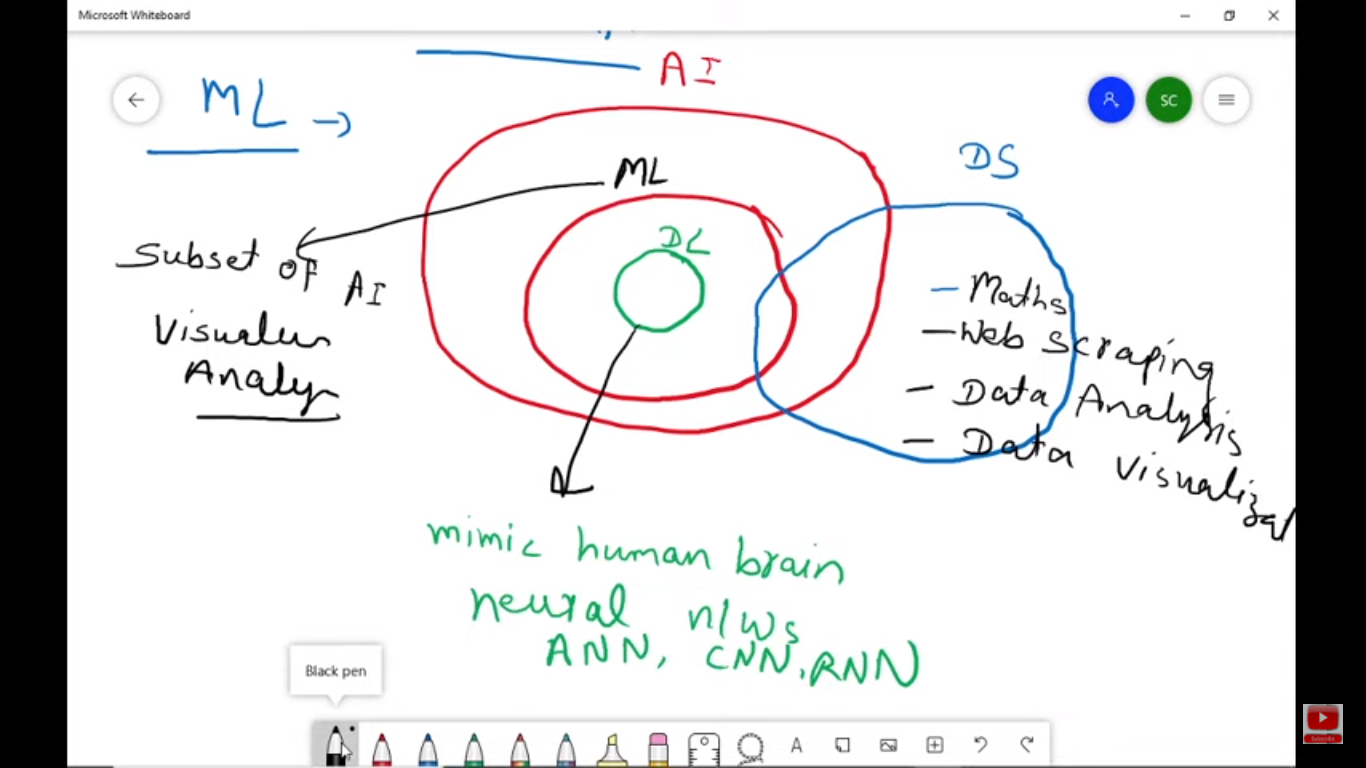 Microsoft Whiteboard
AI
ML →
SC
DS
ML
DL
Subset of AI
Analy
- Maths
- Web scraping
- Data Analysis
- Data Visualizat
mimic human brain
neural n/ws
ANN, CNN, RNN
Black pen
A
Subscribe